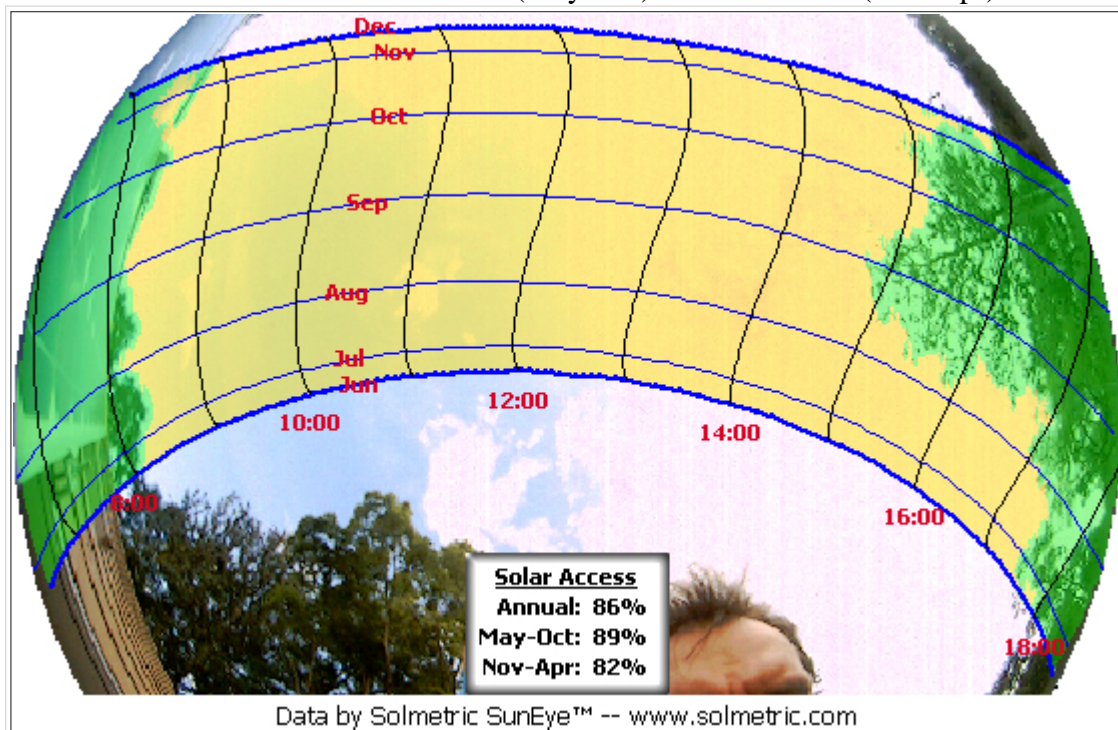 Dec
Nov
Oct
Sep
Aug
Jul
Jun
12:00
10:00
14:00
8:00
16:00
18:00
Solar Access
Annual: 86%
May-Oct: 89%
Nov-Apr: 82%
Data by Solmetric SunEye™ -- www.solmetric.com